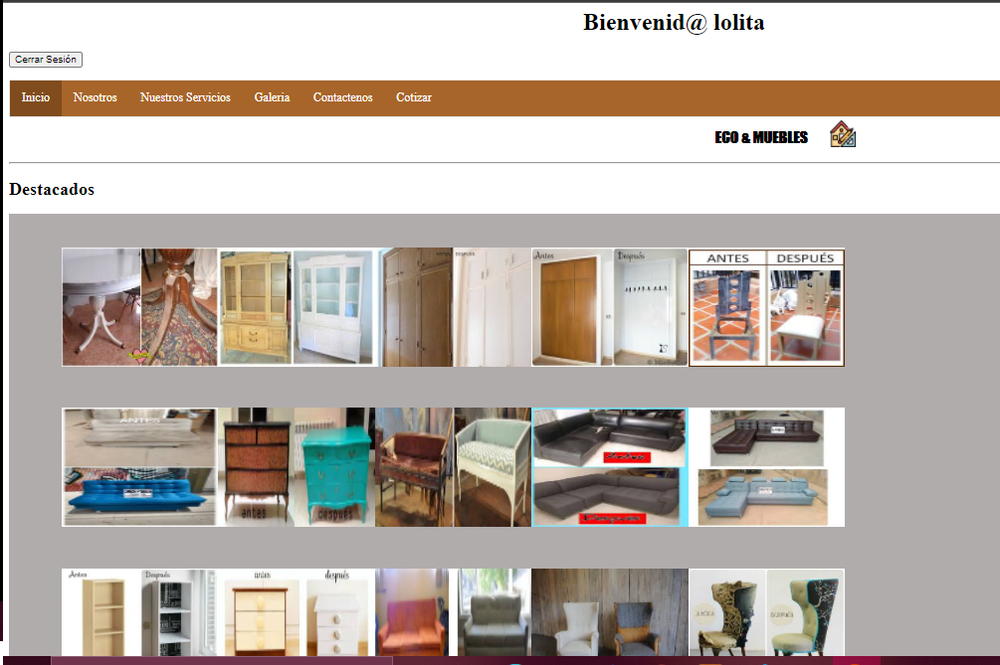 Bienvenid@ lolita
Cerrar Sesión
Inicio Nosotros Nuestros Servicios Galeria Contactenos Cotizar
ECO & MUEBLES
Destacados
Antes Después
ANTES DESPUÉS
ANTES
antes después
Antes Después
antes después